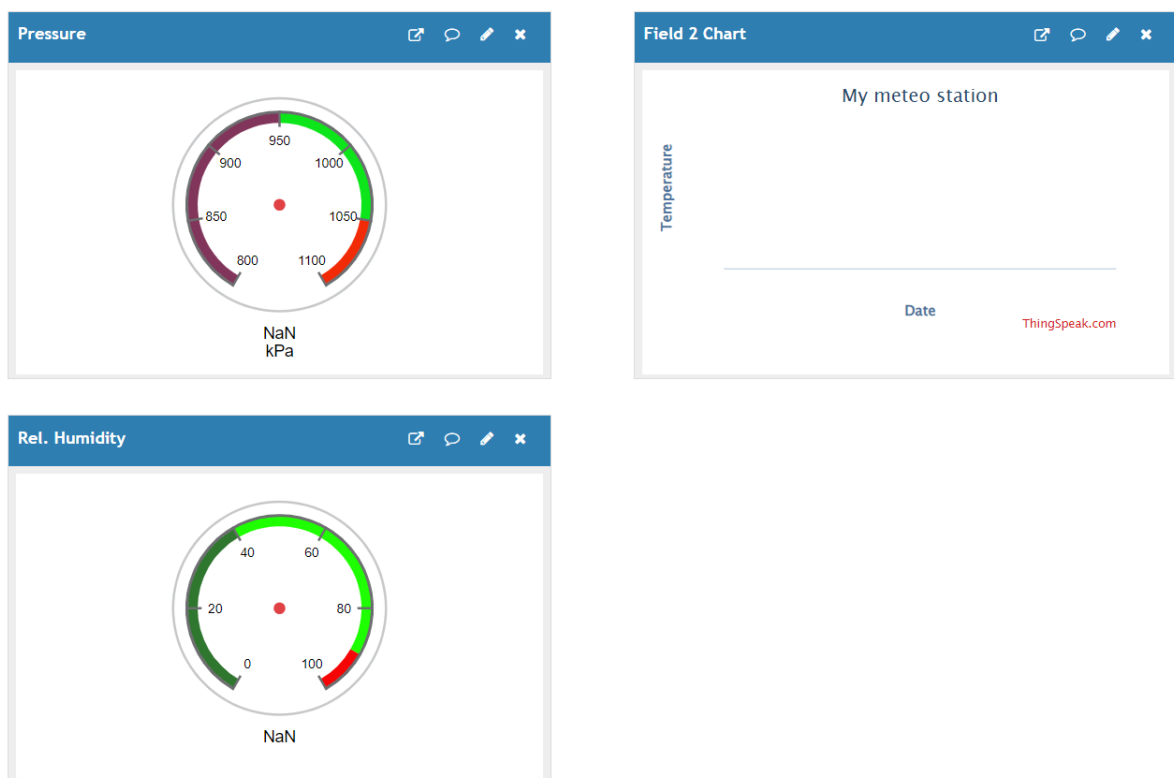 Pressure
950
900
1000
850
1050
800
1100
NaN
kPa
Field 2 Chart
My meteo station
Temperature
Date
ThingSpeak.com
Rel. Humidity
40
60
20
80
0
100
NaN